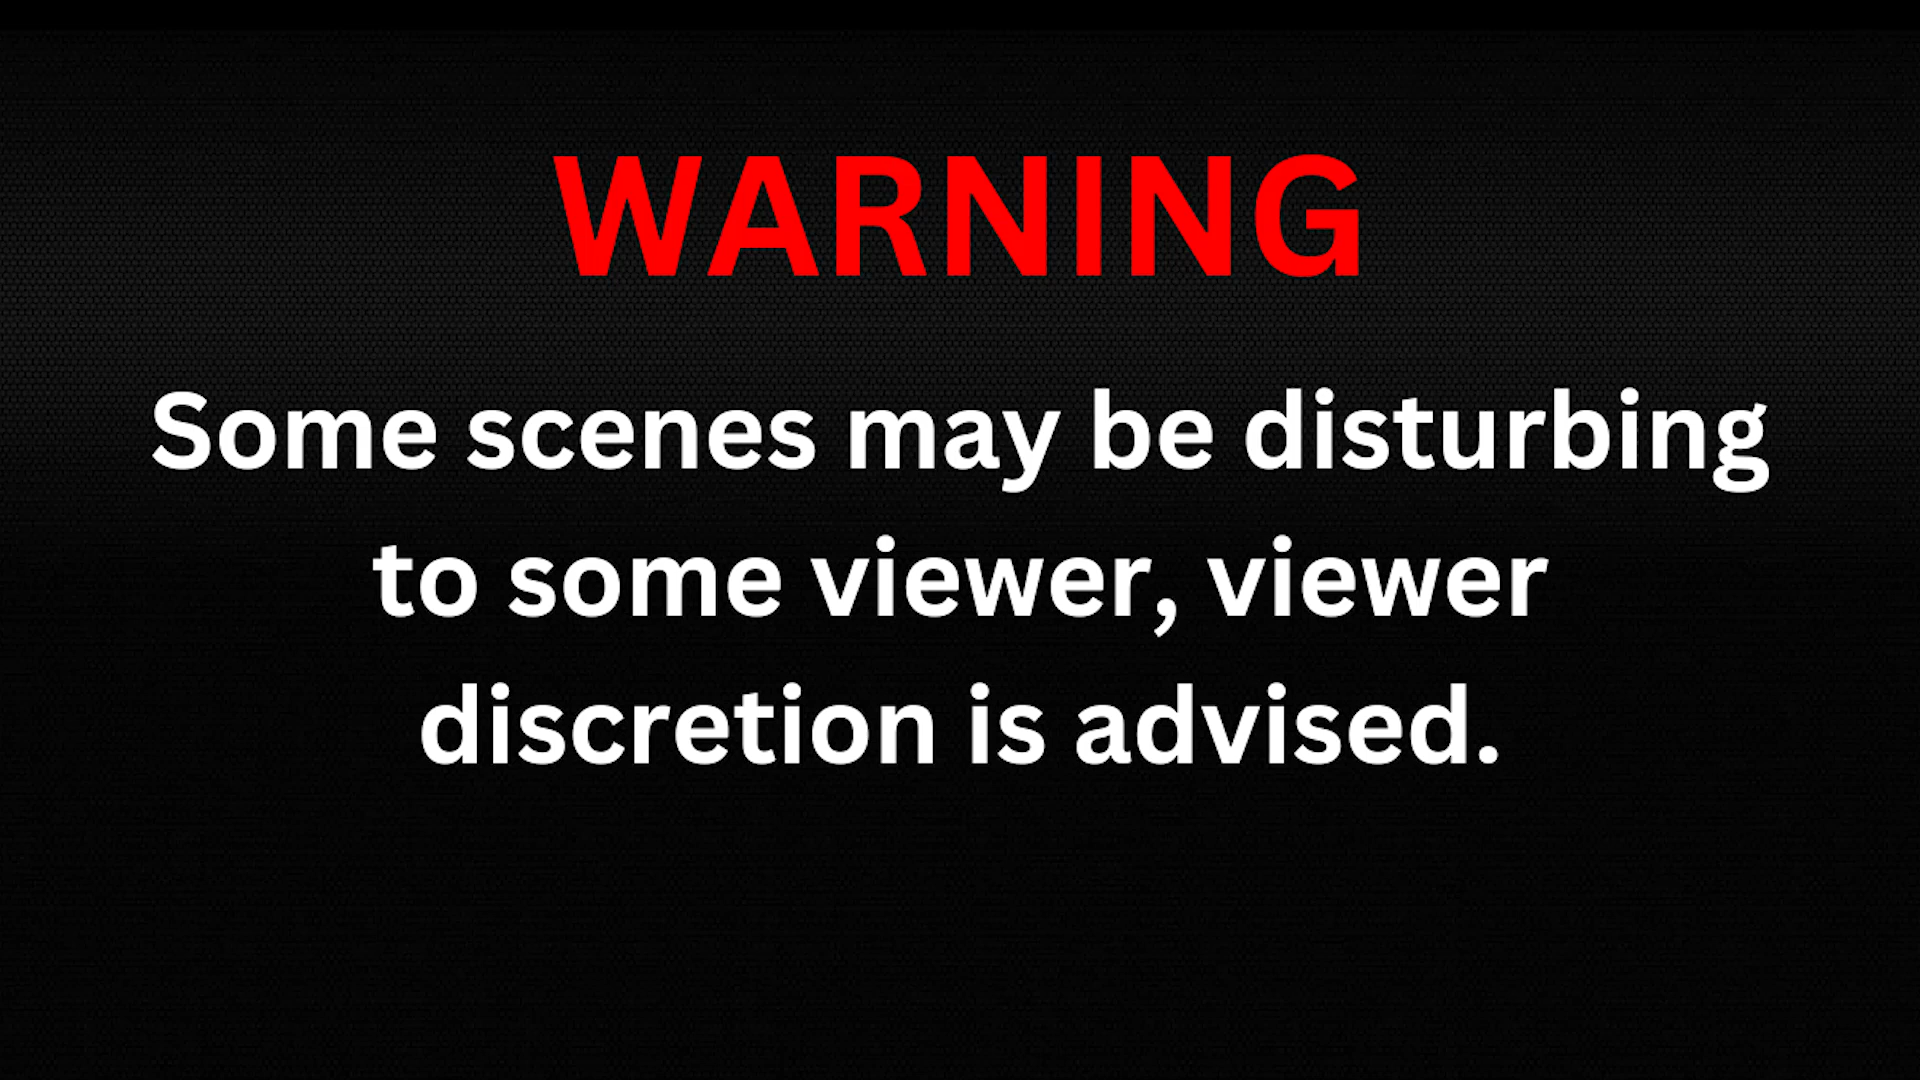 WARNING
Some scenes may be disturbing
to some viewer, viewer
discretion is advised.